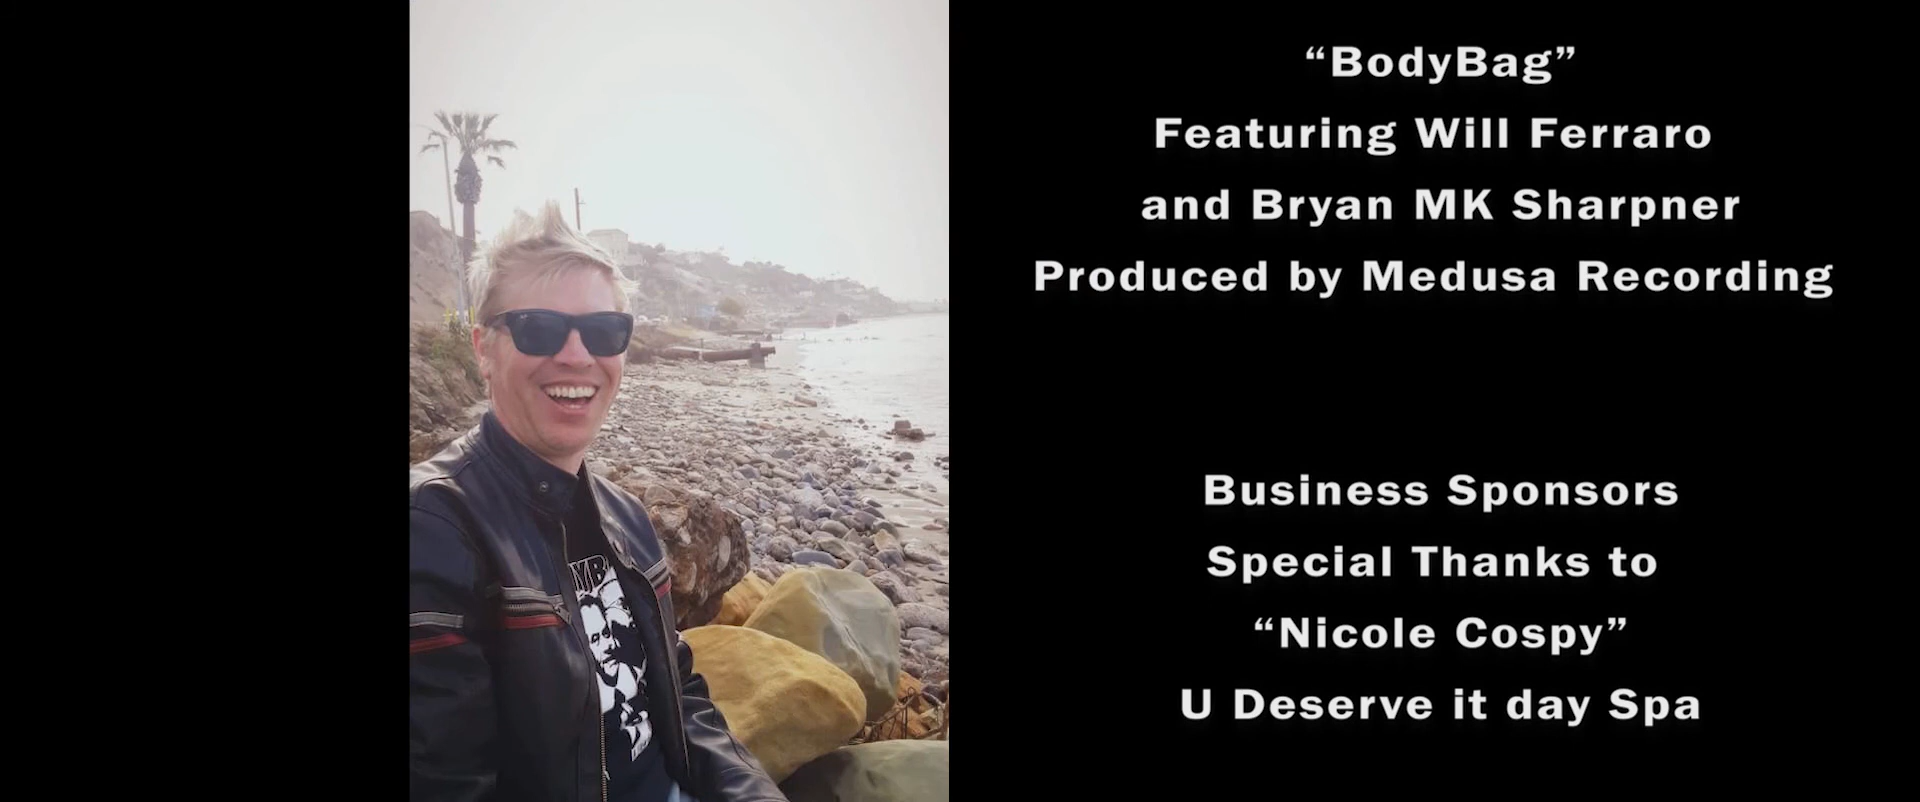 “BodyBag”
Featuring Will Ferraro
and Bryan MK Sharpner
Produced by Medusa Recording
Business Sponsors
Special Thanks to
“Nicole Cospy”
U Deserve it day Spa